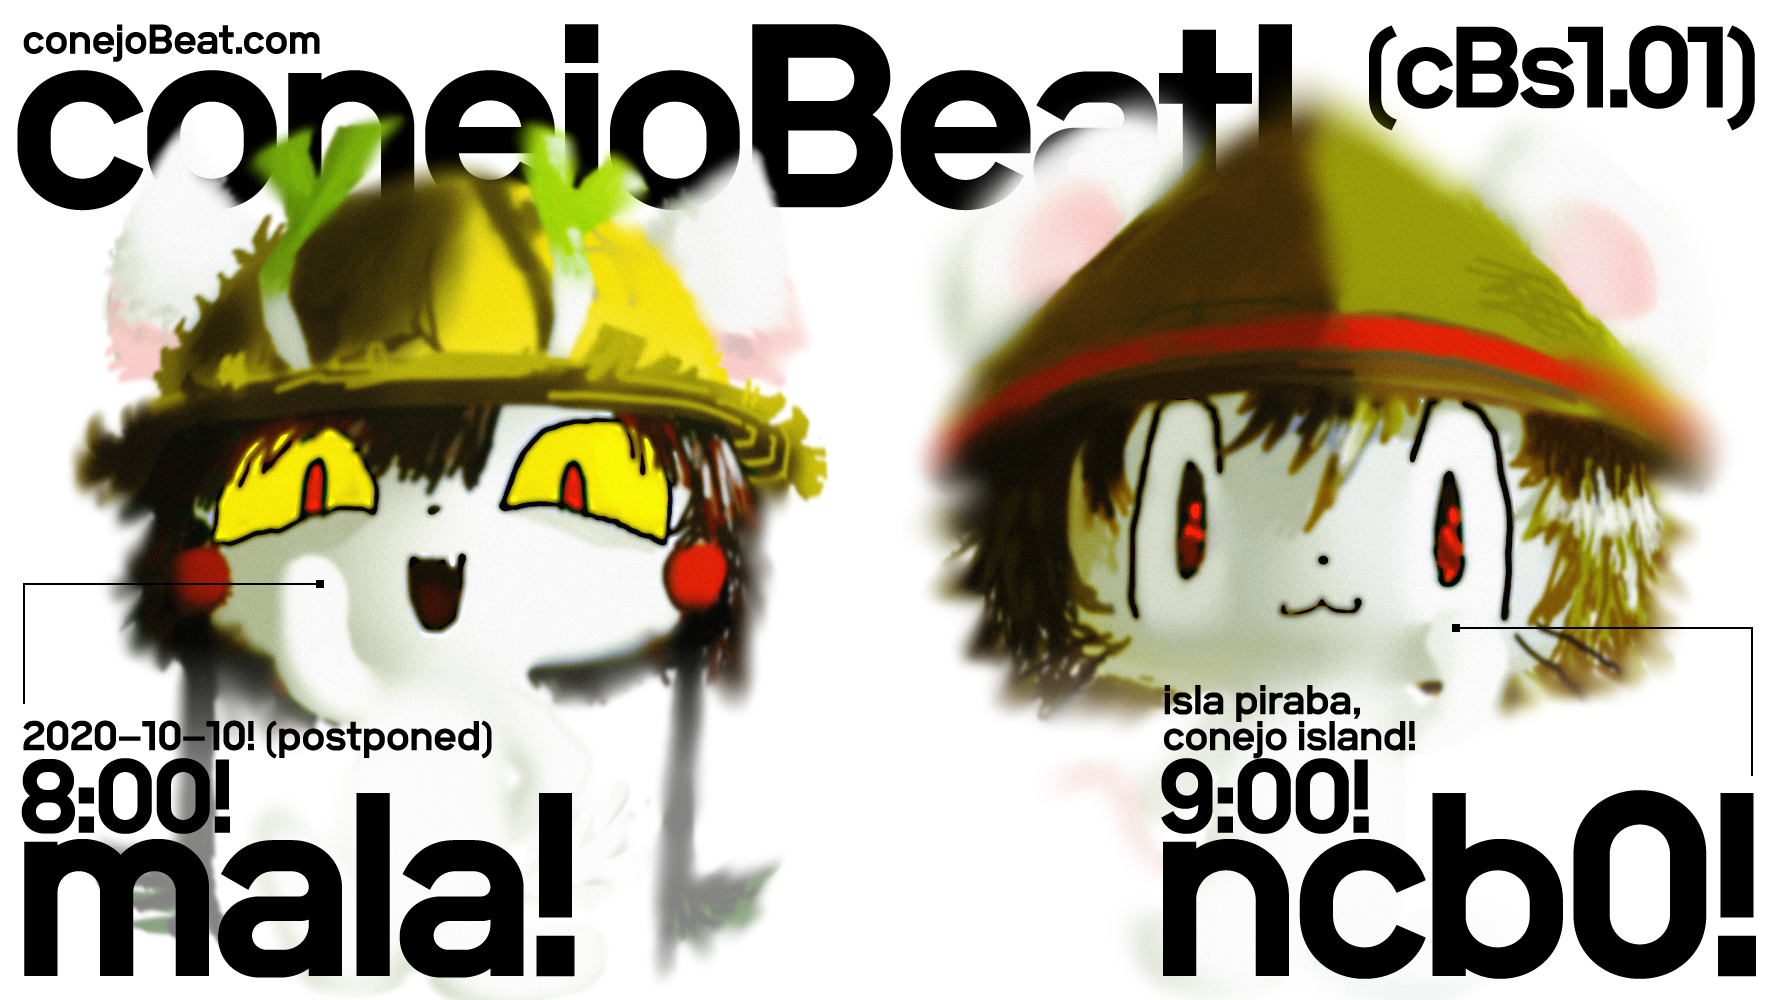 conejoBeat.com
conejoBeat!
(cBs1.01)
2020–10–10! (postponed)
8:00!
mala!
isla piraba,
conejo island!
9:00!
ncb0!